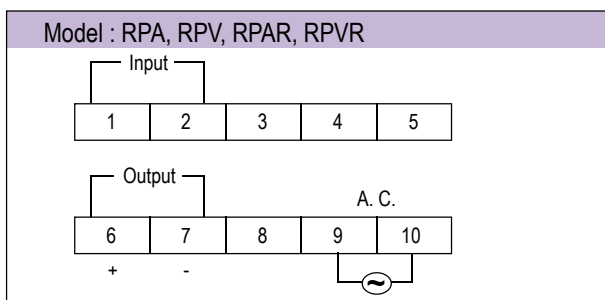 Model : RPA, RPV, RPAR, RPVR
Input
1 2 3 4 5
Output
A. C.
6 7 8 9 10
+ -
~